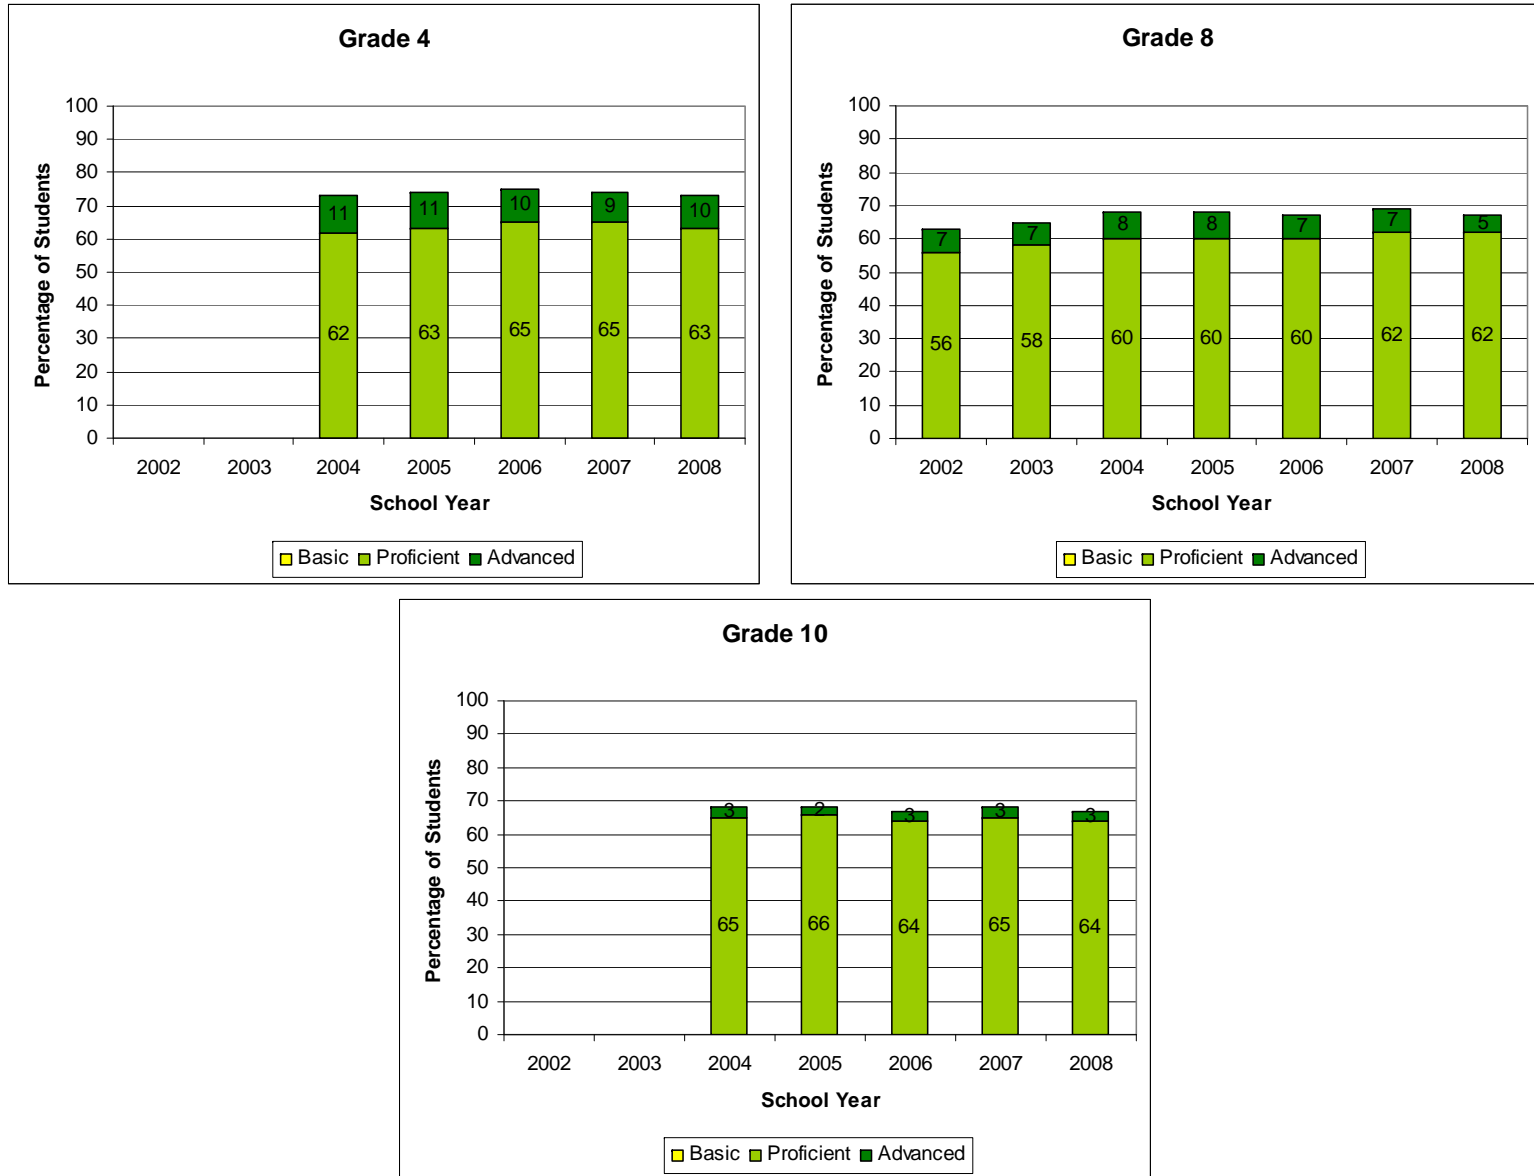 Grade 4
Percentage of Students
100
90
80
70
60
50
40
30
20
10
0
11 11 10 9 10
62 63 65 65 63
2002 2003 2004 2005 2006 2007 2008
School Year
Basic Proficient Advanced
Grade 8
Percentage of Students
100
90
80
70
60
50
40
30
20
10
0
7 7 8 8 7 7 5
56 58 60 60 60 62 62
2002 2003 2004 2005 2006 2007 2008
School Year
Basic Proficient Advanced
Grade 10
Percentage of Students
100
90
80
70
60
50
40
30
20
10
0
3 2 3 3 3
65 66 64 65 64
2002 2003 2004 2005 2006 2007 2008
School Year
Basic Proficient Advanced